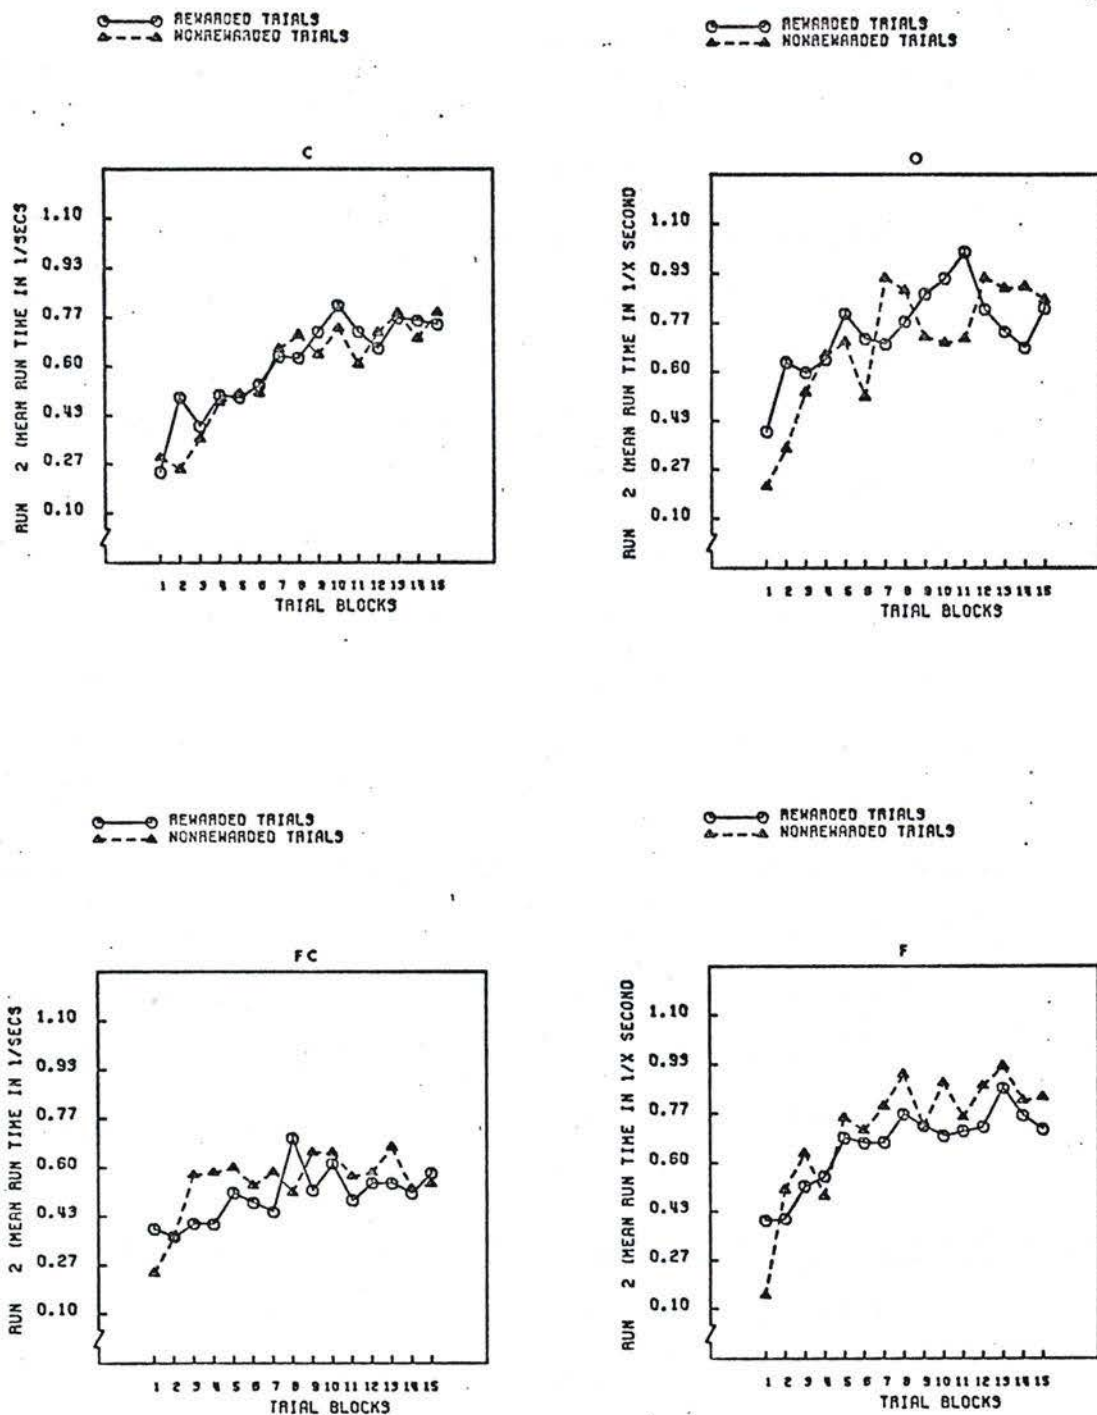 REWARDED TRIALS
NONREWARDED TRIALS
C
RUN 2 (MEAN RUN TIME IN 1/SECS
1.10
0.93
0.77
0.60
0.43
0.27
0.10
1 2 3 4 5 6 7 8 9 10 11 12 13 14 15
TRIAL BLOCKS
REWARDED TRIALS
NONREWARDED TRIALS
O
RUN 2 (MEAN RUN TIME IN 1/X SECOND
1.10
0.93
0.77
0.60
0.43
0.27
0.10
1 2 3 4 5 6 7 8 9 10 11 12 13 14 15
TRIAL BLOCKS
REWARDED TRIALS
NONREWARDED TRIALS
FC
RUN 2 (MEAN RUN TIME IN 1/SECS
1.10
0.93
0.77
0.60
0.43
0.27
0.10
1 2 3 4 5 6 7 8 9 10 11 12 13 14 15
TRIAL BLOCKS
REWARDED TRIALS
NONREWARDED TRIALS
F
RUN 2 (MEAN RUN TIME IN 1/X SECOND
1.10
0.93
0.77
0.60
0.43
0.27
0.10
1 2 3 4 5 6 7 8 9 10 11 12 13 14 15
TRIAL BLOCKS